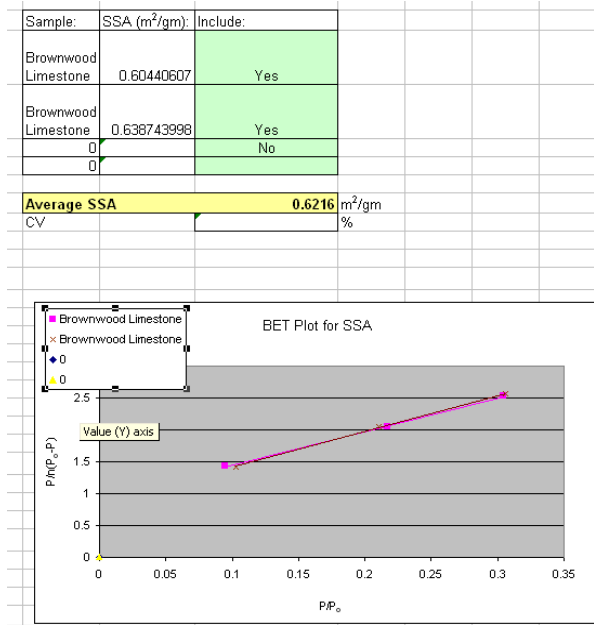 Sample: SSA (m²/gm): Include:
Brownwood
Limestone 0.60440607 Yes
Brownwood
Limestone 0.638743998 Yes
0 No
0
Average SSA 0.6216 m²/gm
CV %
Brownwood Limestone
Brownwood Limestone
0
0
BET Plot for SSA
2.5
Value (Y) axis
1.5
1
0.5
0
P/n(Pₒ-P)
0 0.05 0.1 0.15 0.2 0.25 0.3 0.35
P/Pₒ